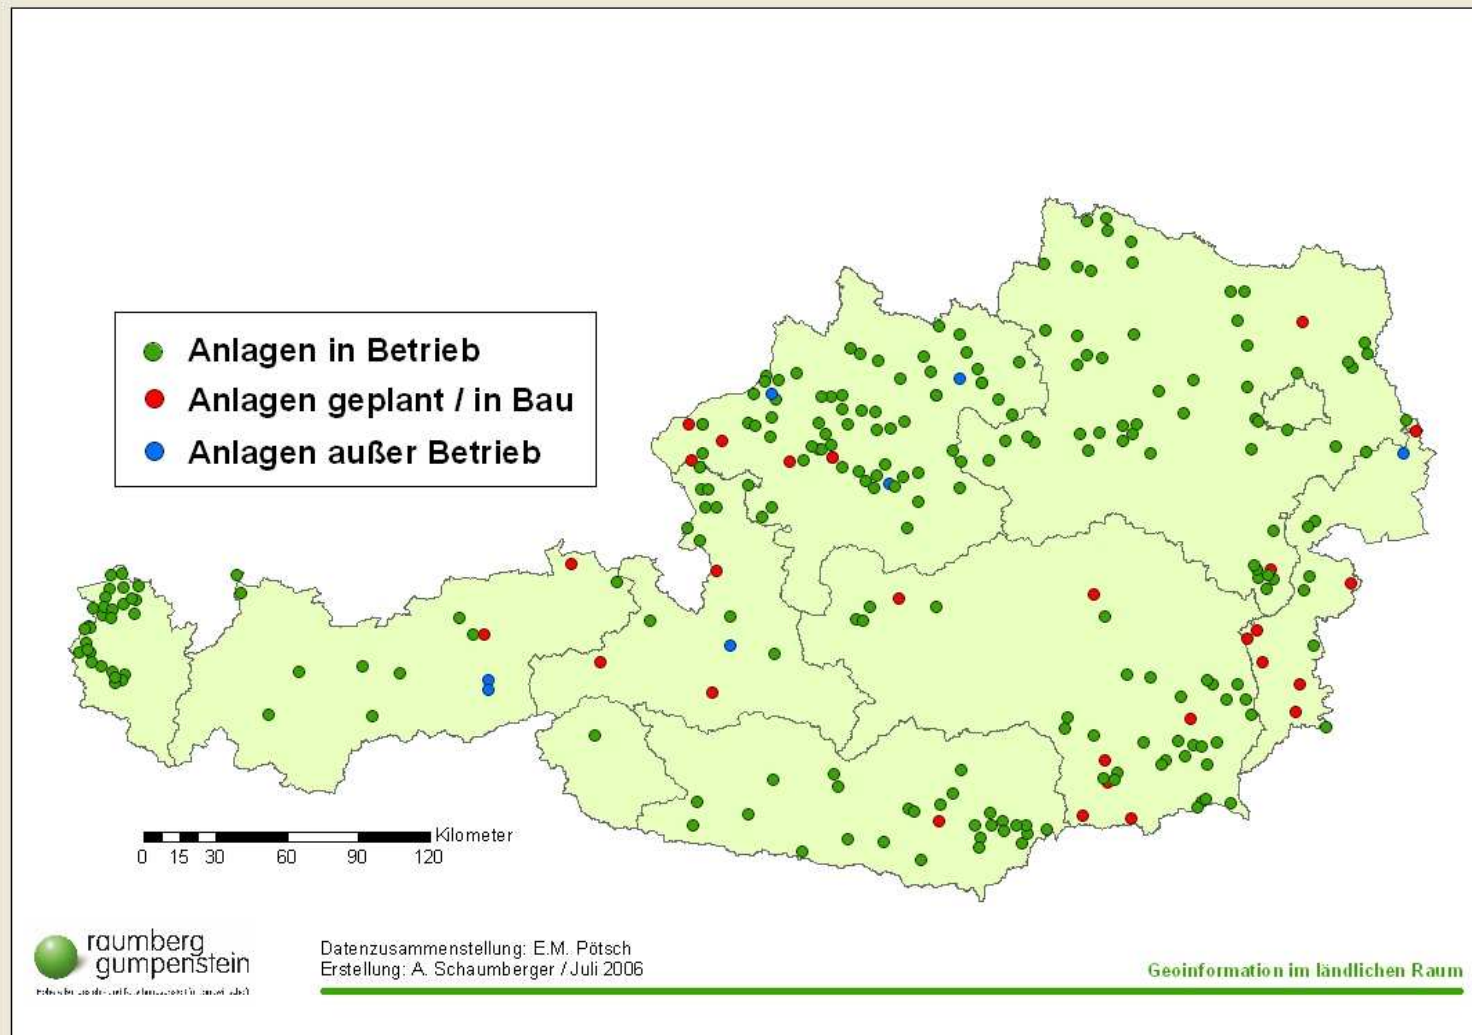 Anlagen in Betrieb
Anlagen geplant / in Bau
Anlagen außer Betrieb
Kilometer
0 15 30 60 90 120
raumberg
gumpenstein
Datenzusammenstellung: E.M. Pötsch
Erstellung: A. Schaumberger / Juli 2006
Geoinformation im ländlichen Raum